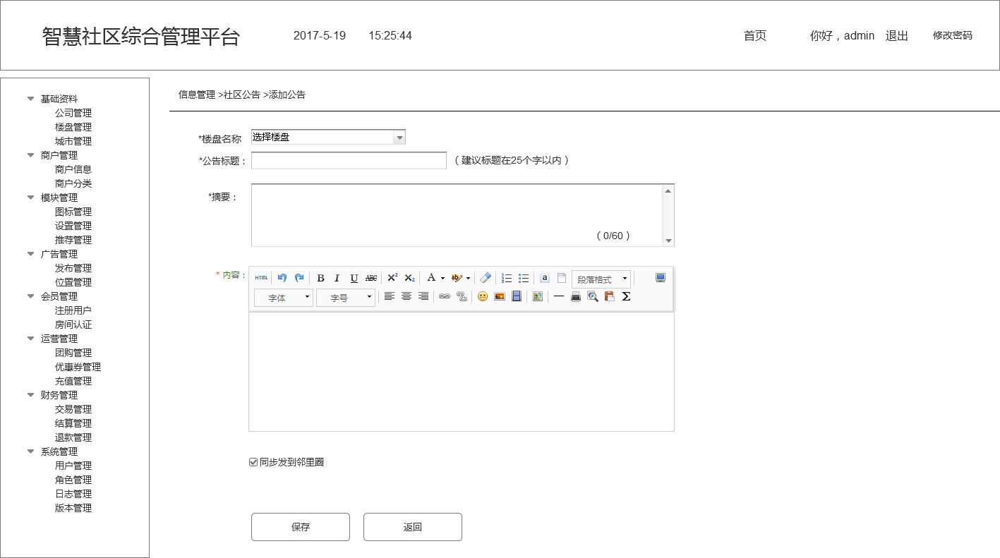 智慧社区综合管理平台 2017-5-19 15:25:44 首页 你好，admin 退出 修改密码
基础资料
公司管理
楼盘管理
城市管理
商户管理
商户信息
商户分类
模块管理
图标管理
设置管理
推荐管理
广告管理
发布管理
位置管理
会员管理
注册用户
房间认证
运营管理
团购管理
优惠券管理
充值管理
财务管理
交易管理
结算管理
退款管理
系统管理
用户管理
角色管理
日志管理
版本管理
信息管理 >社区公告 >添加公告
*楼盘名称 选择楼盘
*公告标题： （建议标题在25个字以内）
*摘要：
（0/60）
* 内容：
HTML B I U ABC X² X₂ A ab a 段落格式
字体 字号 Σ
同步发到邻里圈
保存 返回